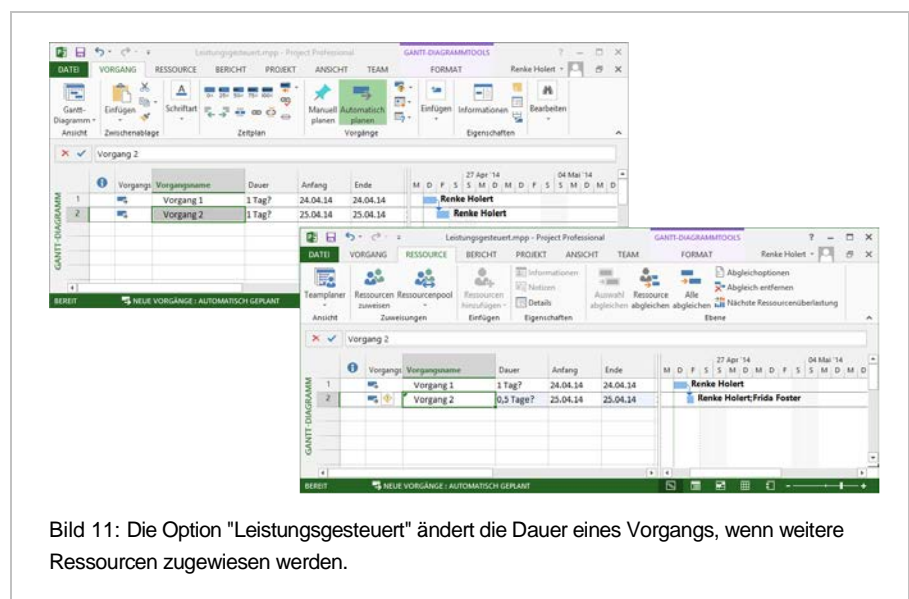 Leistungsgesteuert.mpp - Project Professional GANTT-DIAGRAMMTOOLS
DATEI VORGANG RESSOURCE BERICHT PROJEKT ANSICHT TEAM FORMAT Renke Holert
Gantt-
Diagramm
Einfügen
Schriftart
0% 25% 50% 75% 100%
Manuell
planen
Automatisch
planen
Einfügen
Informationen
Bearbeiten
Ansicht Zwischenablage Zeitplan Vorgänge Eigenschaften
Vorgang 2
27 Apr '14 04 Mai '14
Vorgangs Vorgangsname Dauer Anfang Ende M D F S S M D M D F S S M D M D
1 Vorgang 1 1 Tag? 24.04.14 24.04.14 Renke Holert
2 Vorgang 2 1 Tag? 25.04.14 25.04.14 Renke Holert
GANTT-DIAGRAMM
BEREIT NEUE VORGÄNGE : AUTOMATISCH GEPLANT
Leistungsgesteuert.mpp - Project Professional GANTT-DIAGRAMMTOOLS
DATEI VORGANG RESSOURCE BERICHT PROJEKT ANSICHT TEAM FORMAT Renke Holert
Teamplaner
Ressourcen
zuweisen
Ressourcenpool
Ressourcen
hinzufügen
Informationen
Notizen
Details
Auswahl
abgleichen
Ressource
abgleichen
Alle
abgleichen
Abgleichoptionen
Abgleich entfernen
Nächste Ressourcenüberlastung
Ansicht Zuweisungen Einfügen Eigenschaften Ebene
Vorgang 2
27 Apr '14 04 Mai '14
Vorgangs Vorgangsname Dauer Anfang Ende M D F S S M D M D F S S M D M D
1 Vorgang 1 1 Tag? 24.04.14 24.04.14 Renke Holert
2 Vorgang 2 0,5 Tage? 25.04.14 25.04.14 Renke Holert;Frida Foster
GANTT-DIAGRAMM
BEREIT NEUE VORGÄNGE : AUTOMATISCH GEPLANT
Bild 11: Die Option "Leistungsgesteuert" ändert die Dauer eines Vorgangs, wenn weitere
Ressourcen zugewiesen werden.